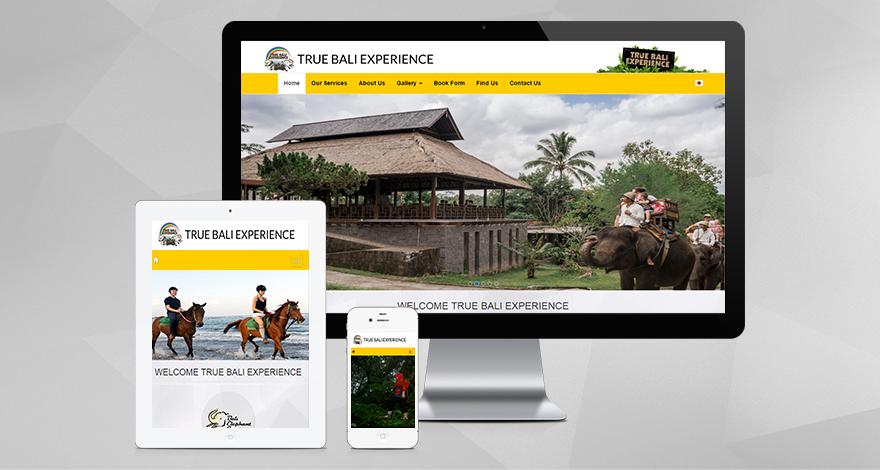 TRUE BALI EXPERIENCE
TRUE BALI
EXPERIENCE
Home Our Services About Us Gallery Book Form Find Us Contact Us
WELCOME TRUE BALI EXPERIENCE
TRUE BALI EXPERIENCE
WELCOME TRUE BALI EXPERIENCE
Bali
Elephant
TRUE BALI EXPERIENCE